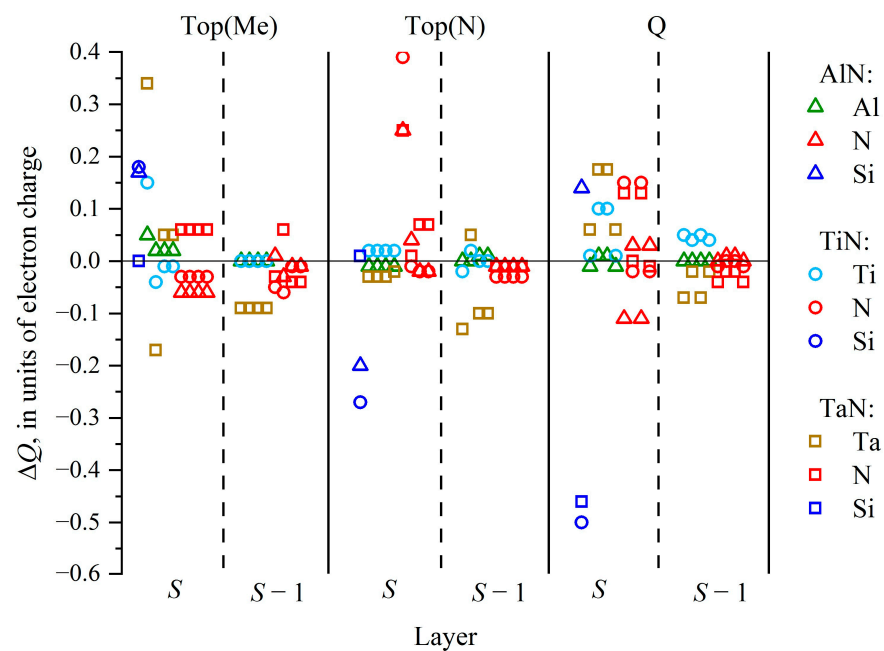 Top(Me) Top(N) Q
0.4
0.3
0.2
0.1
0.0
−0.1
−0.2
−0.3
−0.4
−0.5
−0.6
ΔQ, in units of electron charge
S S − 1 S S − 1 S S − 1
Layer
AlN:
Al
N
Si
TiN:
Ti
N
Si
TaN:
Ta
N
Si